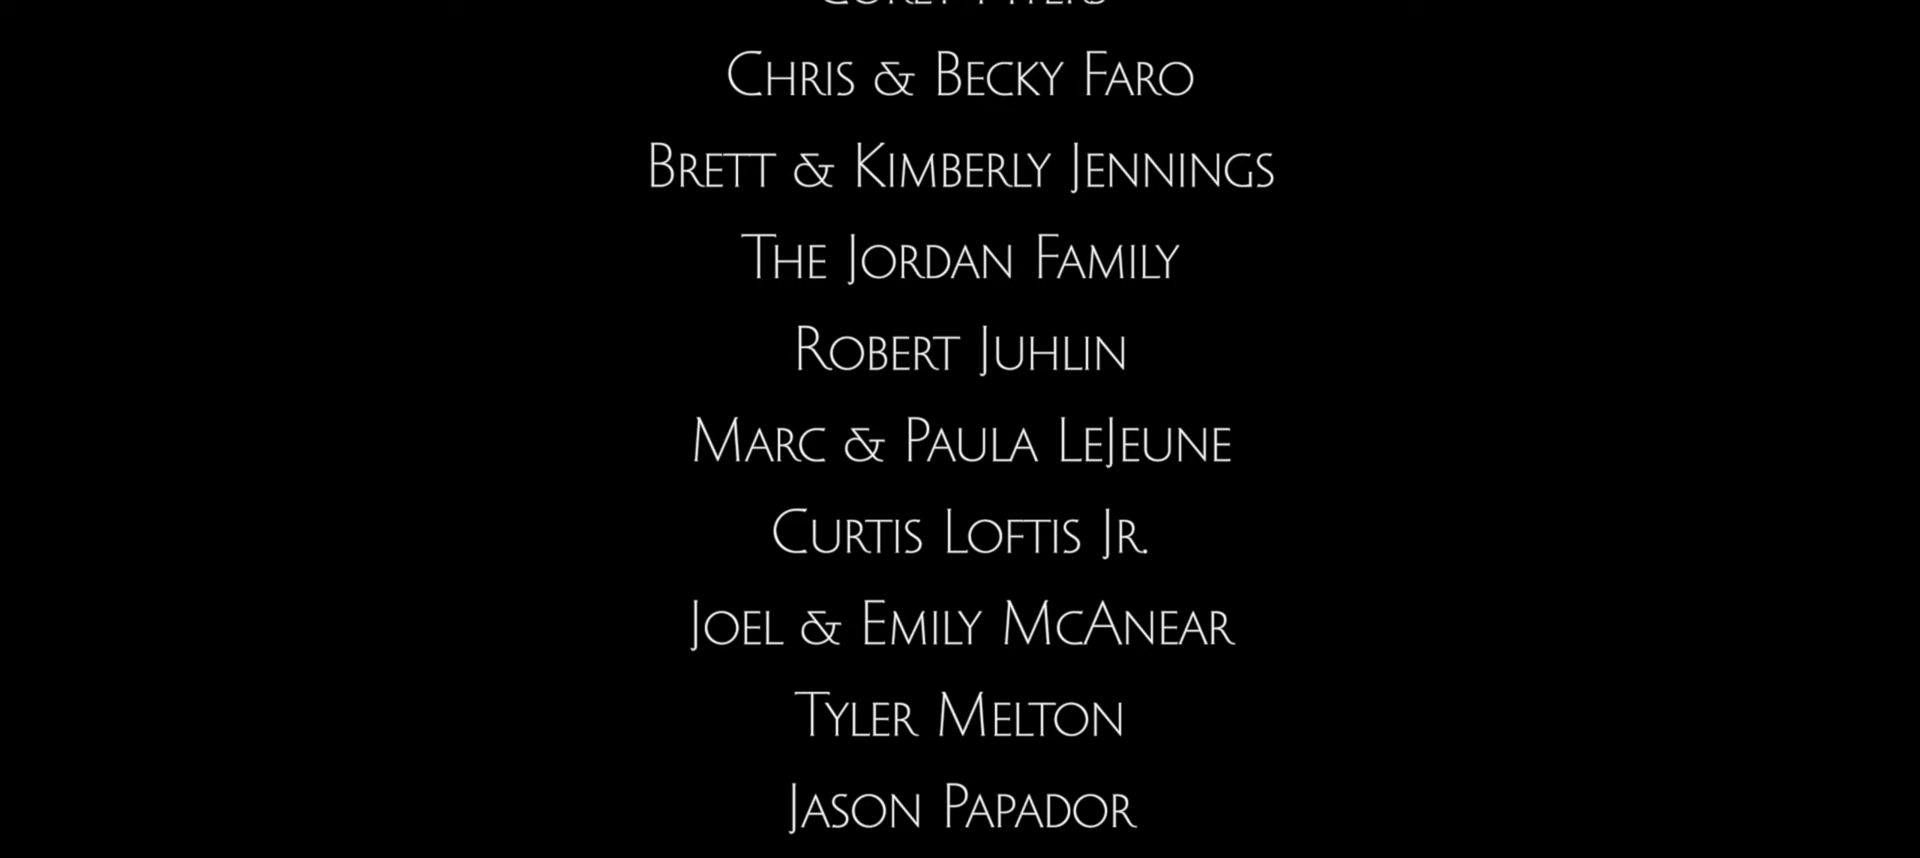 Chris & Becky Faro
Brett & Kimberly Jennings
The Jordan Family
Robert Juhlin
Marc & Paula LeJeune
Curtis Loftis Jr.
Joel & Emily McAnear
Tyler Melton
Jason Papador